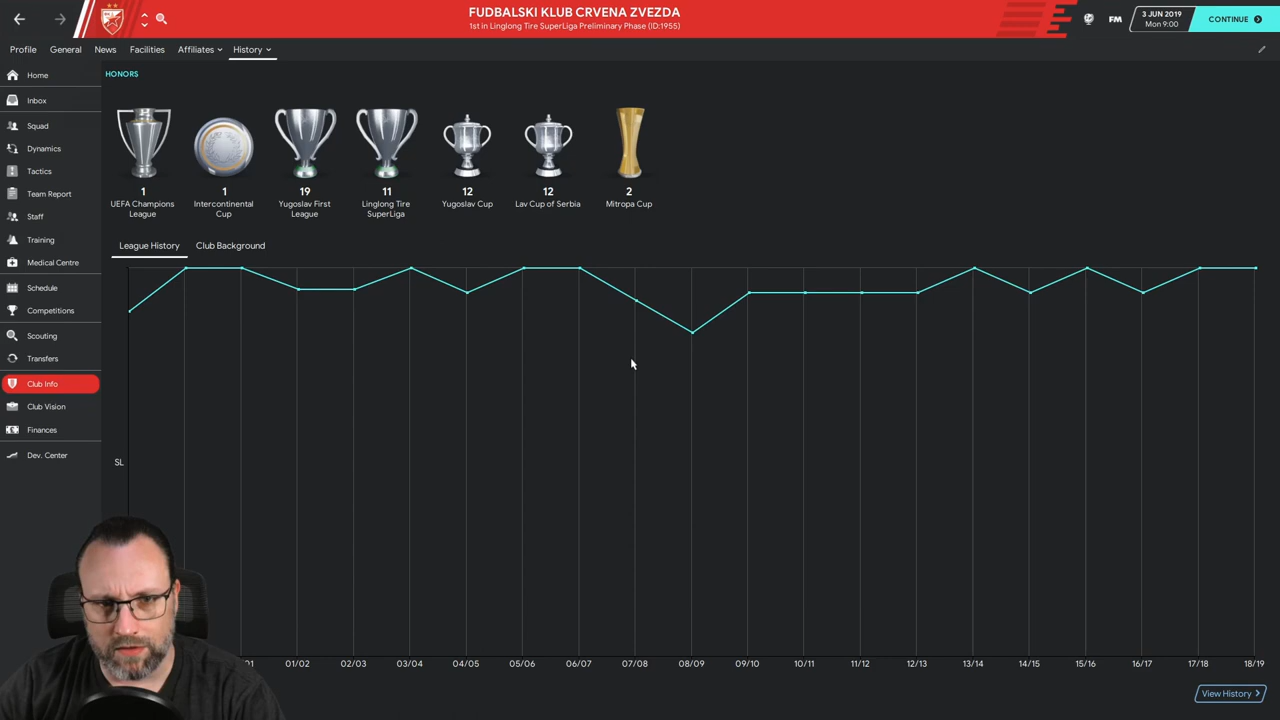 FUDBALSKI KLUB CRVENA ZVEZDA
1st in Linglong Tire SuperLiga Preliminary Phase (ID:1955)
FM
3 JUN 2019
Mon 9:00
CONTINUE
Profile
General
News
Facilities
Affiliates
History
Home
Inbox
Squad
Dynamics
Tactics
Team Report
Staff
Training
Medical Centre
Schedule
Competitions
Scouting
Transfers
Club Info
Club Vision
Finances
Dev. Center
HONORS
1
UEFA Champions
League
1
Intercontinental
Cup
19
Yugoslav First
League
11
Linglong Tire
SuperLiga
12
Yugoslav Cup
12
Lav Cup of Serbia
2
Mitropa Cup
League History
Club Background
SL
01
01/02
02/03
03/04
04/05
05/06
06/07
07/08
08/09
09/10
10/11
11/12
12/13
13/14
14/15
15/16
16/17
17/18
18/19
View History